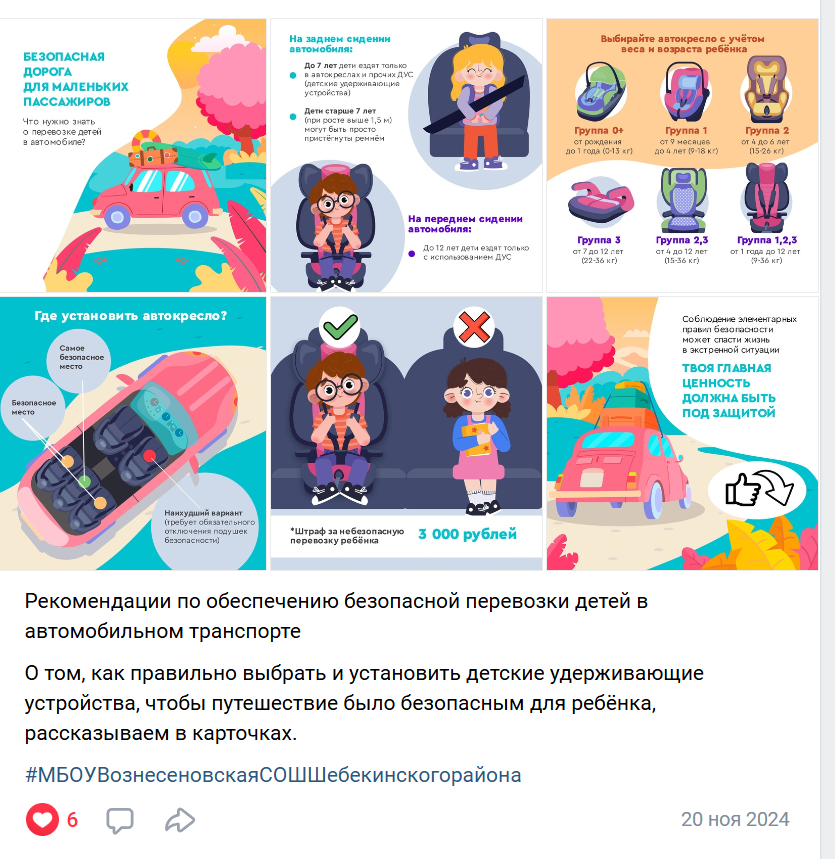 БЕЗОПАСНАЯ
ДОРОГА
ДЛЯ МАЛЕНЬКИХ
ПАССАЖИРОВ
Что нужно знать
о перевозке детей
в автомобиле?
На заднем сидении
автомобиля:
До 7 лет дети ездят только
в автокреслах и прочих ДУС
(детские удерживающие
устройства)
Дети старше 7 лет
(при росте выше 1,5 м)
могут быть просто
пристёгнуты ремнём
На переднем сидении
автомобиля:
До 12 лет дети ездят только
с использованием ДУС
Выбирайте автокресло с учётом
веса и возраста ребёнка
Группа 0+
от рождения
до 1 года (0-13 кг)
Группа 1
от 9 месяцев
до 4 лет (9-18 кг)
Группа 2
от 4 до 6 лет
(15-26 кг)
Группа 3
от 7 до 12 лет
(22-36 кг)
Группа 2,3
от 4 до 12 лет
(15-36 кг)
Группа 1,2,3
от 1 года до 12 лет
(9-36 кг)
Где установить автокресло?
Самое
безопасное
место
Безопасное
место
Наихудший вариант
(требует обязательного
отключения подушек
безопасности)
*Штраф за небезопасную
перевозку ребёнка
3 000 рублей
Соблюдение элементарных
правил безопасности
может спасти жизнь
в экстренной ситуации
ТВОЯ ГЛАВНАЯ
ЦЕННОСТЬ
ДОЛЖНА БЫТЬ
ПОД ЗАЩИТОЙ
Рекомендации по обеспечению безопасной перевозки детей в
автомобильном транспорте
О том, как правильно выбрать и установить детские удерживающие
устройства, чтобы путешествие было безопасным для ребёнка,
рассказываем в карточках.
#МБОУВознесеновскаяСОШШебекинскогорайона
6
20 ноя 2024